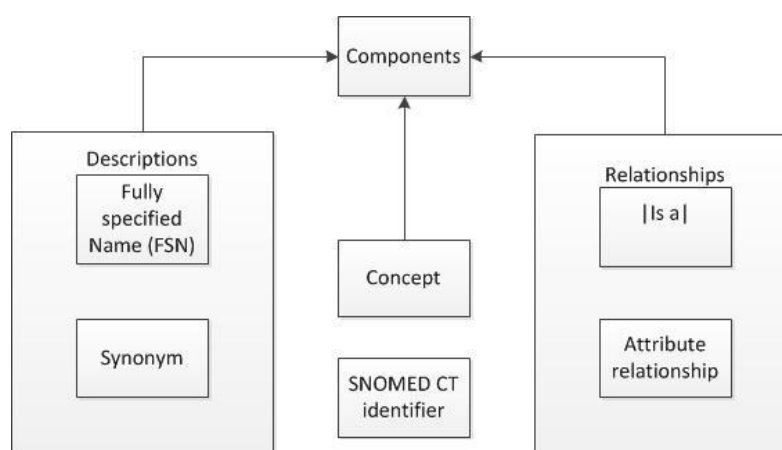 Components
Descriptions
Fully
specified
Name (FSN)
Synonym
Concept
SNOMED CT
identifier
Relationships
|Is a|
Attribute
relationship